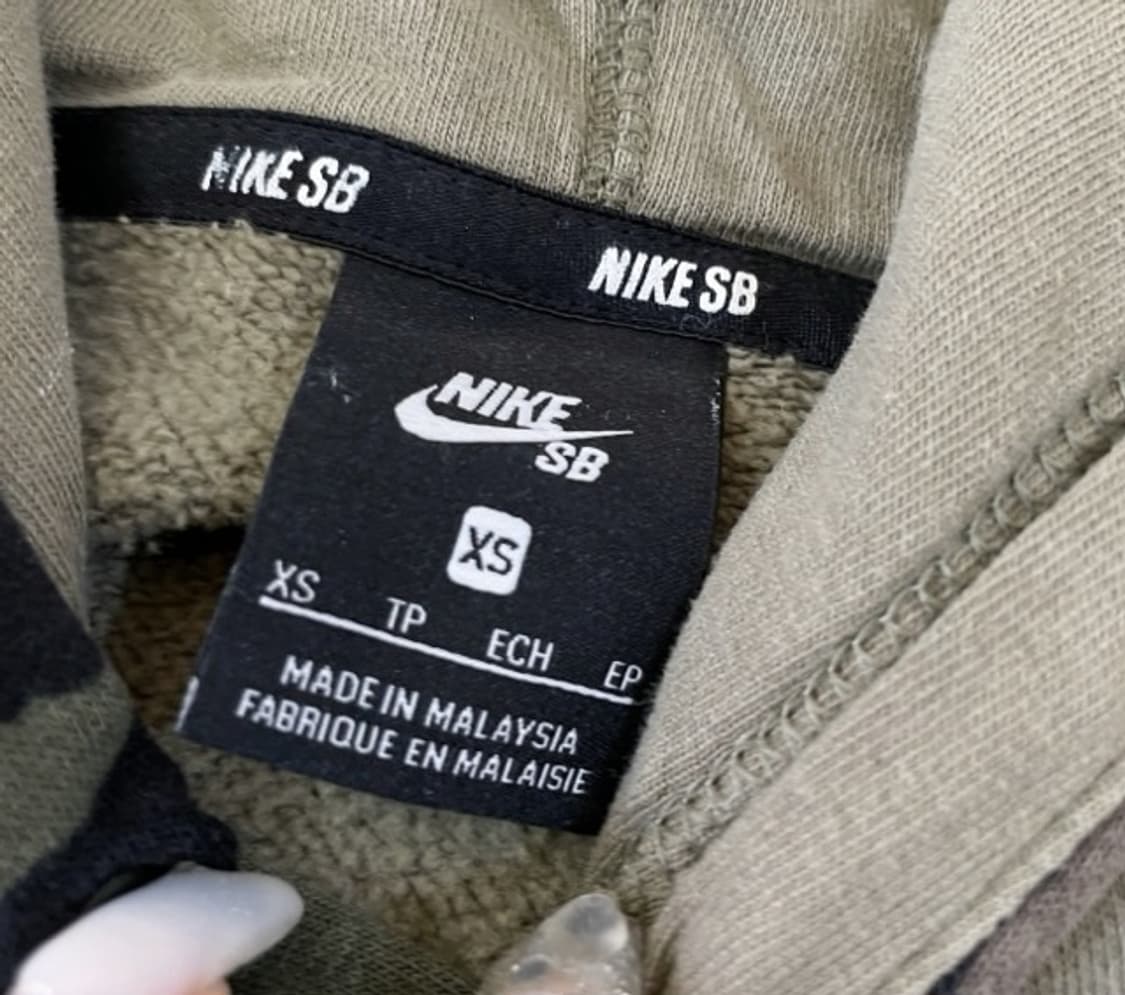 NIKE SB
NIKE SB
NIKE
SB
XS
XS TP ECH EP
MADE IN MALAYSIA
FABRIQUE EN MALAISIE